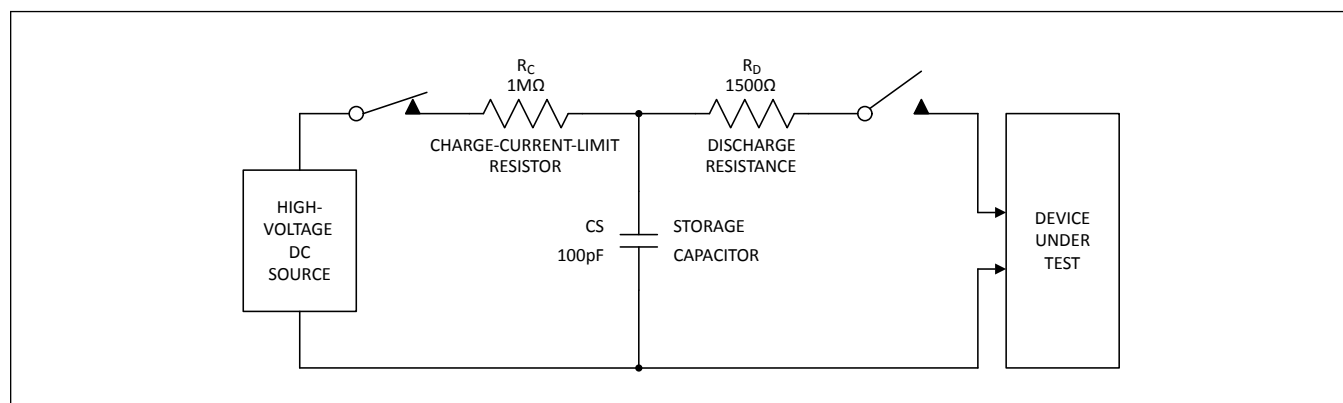 R_C
1MΩ
CHARGE-CURRENT-LIMIT
RESISTOR
R_D
1500Ω
DISCHARGE
RESISTANCE
HIGH-
VOLTAGE
DC
SOURCE
CS
100pF
STORAGE
CAPACITOR
DEVICE
UNDER
TEST